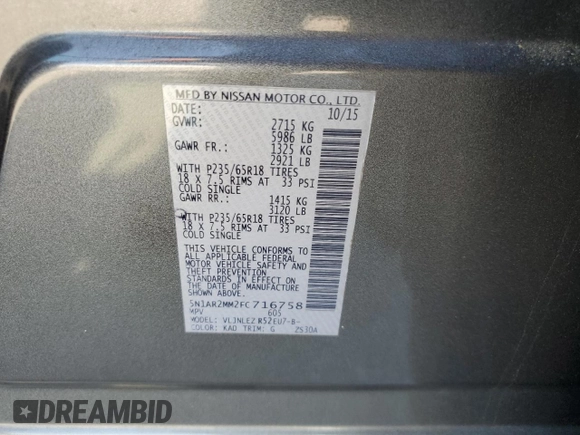 MFD BY NISSAN MOTOR CO., LTD.
DATE: 10/15
GVWR: 2715 KG
5986 LB
GAWR FR.: 1325 KG
2921 LB
WITH P235/65R18 TIRES
18 X 7.5 RIMS AT 33 PSI
COLD SINGLE
GAWR RR.: 1415 KG
3120 LB
WITH P235/65R18 TIRES
18 X 7.5 RIMS AT 33 PSI
COLD SINGLE
THIS VEHICLE CONFORMS TO
ALL APPLICABLE FEDERAL
MOTOR VEHICLE SAFETY AND
THEFT PREVENTION
STANDARDS IN EFFECT ON
THE DATE OF MANUFACTURE
SHOWN ABOVE.
5N1AR2MM2FC716758
MPV 605
MODEL: VLJNLEZ R52EU7-B-
COLOR: KAD TRIM: G ZS30A
DREAMBID